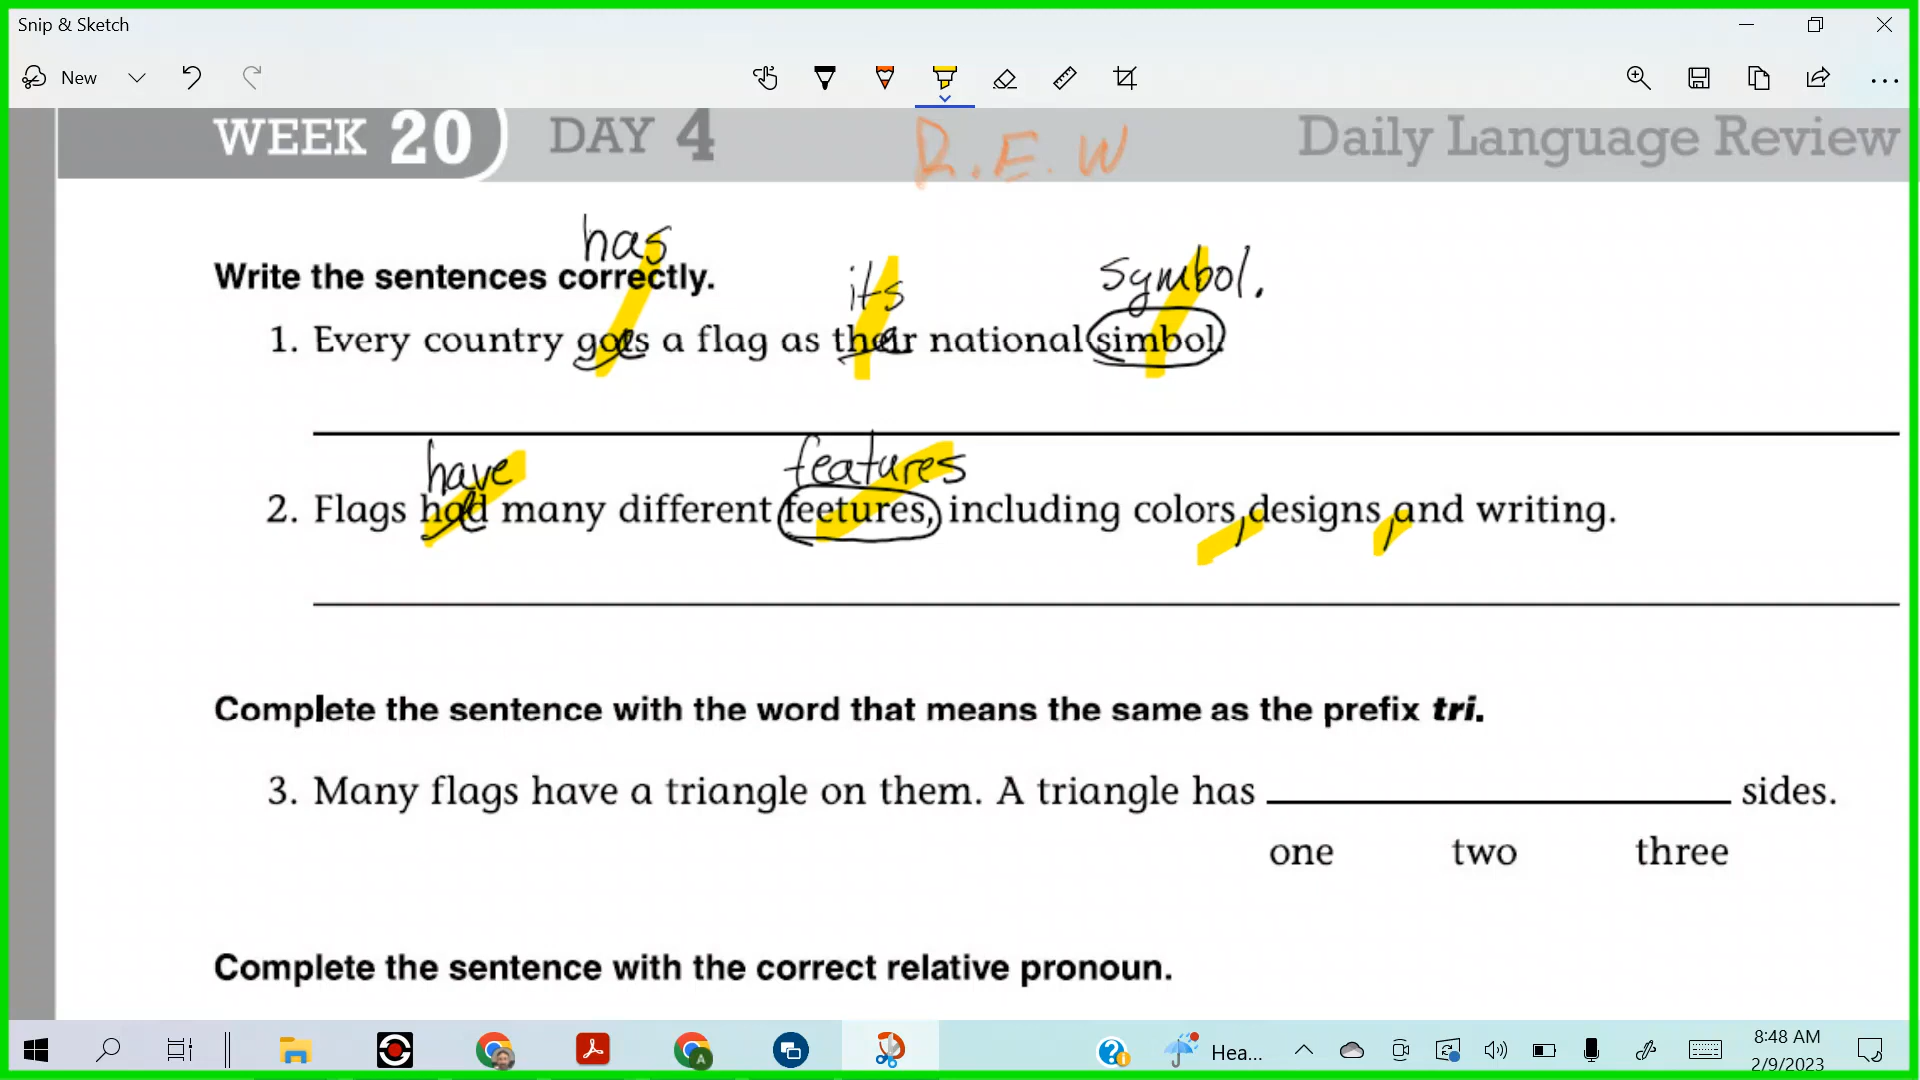 Snip & Sketch
New
WEEK 20 DAY 4 R.E.W Daily Language Review
has
Write the sentences correctly.
its symbol.
1. Every country gots a flag as their national simbol.
have features
2. Flags had many different feetures, including colors, designs, and writing.
Complete the sentence with the word that means the same as the prefix tri.
3. Many flags have a triangle on them. A triangle has ____ sides.
one two three
Complete the sentence with the correct relative pronoun.
Hea... 8:48 AM
2/9/2023